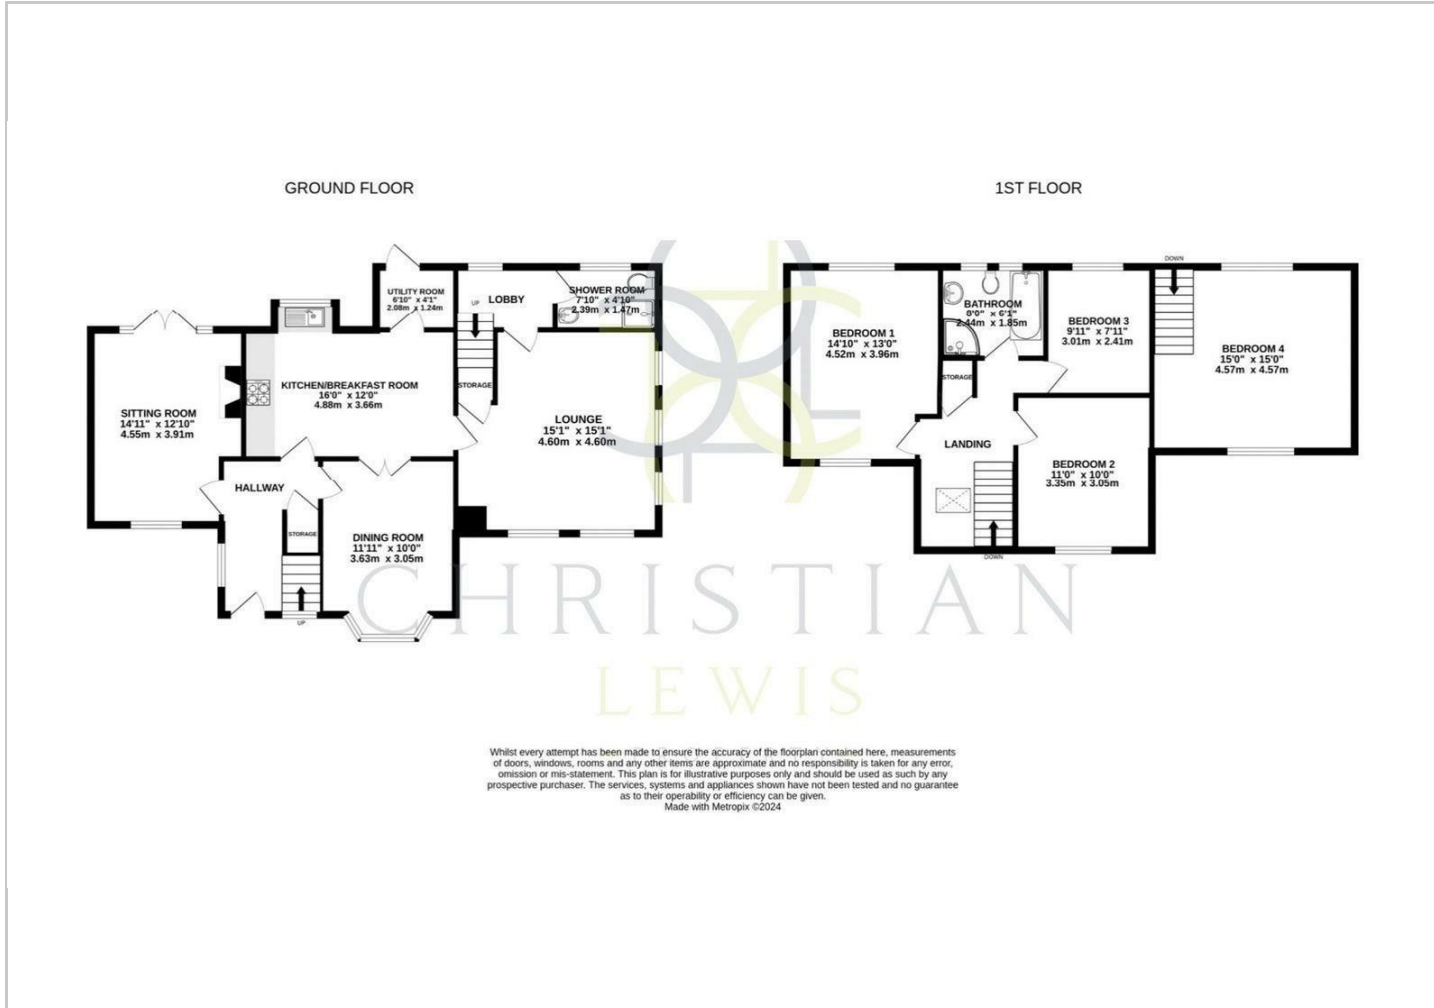 GROUND FLOOR
UTILITY ROOM
6'10" x 4'1"
2.08m x 1.24m
UP
LOBBY
SHOWER ROOM
7'10" x 4'10"
2.39m x 1.47m
KITCHEN/BREAKFAST ROOM
16'0" x 12'0"
4.88m x 3.66m
STORAGE
SITTING ROOM
14'11" x 12'10"
4.55m x 3.91m
LOUNGE
15'1" x 15'1"
4.60m x 4.60m
HALLWAY
STORAGE
DINING ROOM
11'11" x 10'0"
3.63m x 3.05m
UP
1ST FLOOR
DOWN
BEDROOM 1
14'10" x 13'0"
4.52m x 3.96m
BATHROOM
2.44m x 1.85m
BEDROOM 3
9'11" x 7'11"
3.01m x 2.41m
BEDROOM 4
15'0" x 15'0"
4.57m x 4.57m
STORAGE
LANDING
BEDROOM 2
11'0" x 10'0"
3.35m x 3.05m
DOWN
CHRISTIAN
LEWIS
Whilst every attempt has been made to ensure the accuracy of the floorplan contained here, measurements
of doors, windows, rooms and any other items are approximate and no responsibility is taken for any error,
omission or mis-statement. This plan is for illustrative purposes only and should be used as such by any
prospective purchaser. The services, systems and appliances shown have not been tested and no guarantee
as to their operability or efficiency can be given.
Made with Metropix ©2024